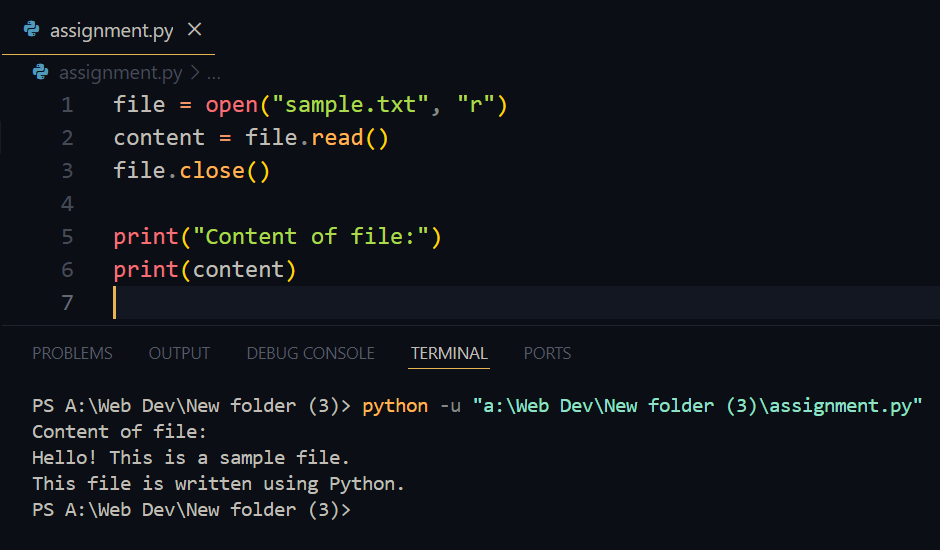 assignment.py
assignment.py > ...
1 file = open("sample.txt", "r")
2 content = file.read()
3 file.close()
4
5 print("Content of file:")
6 print(content)
7
PROBLEMS OUTPUT DEBUG CONSOLE TERMINAL PORTS
PS A:\Web Dev\New folder (3)> python -u "a:\Web Dev\New folder (3)\assignment.py"
Content of file:
Hello! This is a sample file.
This file is written using Python.
PS A:\Web Dev\New folder (3)>